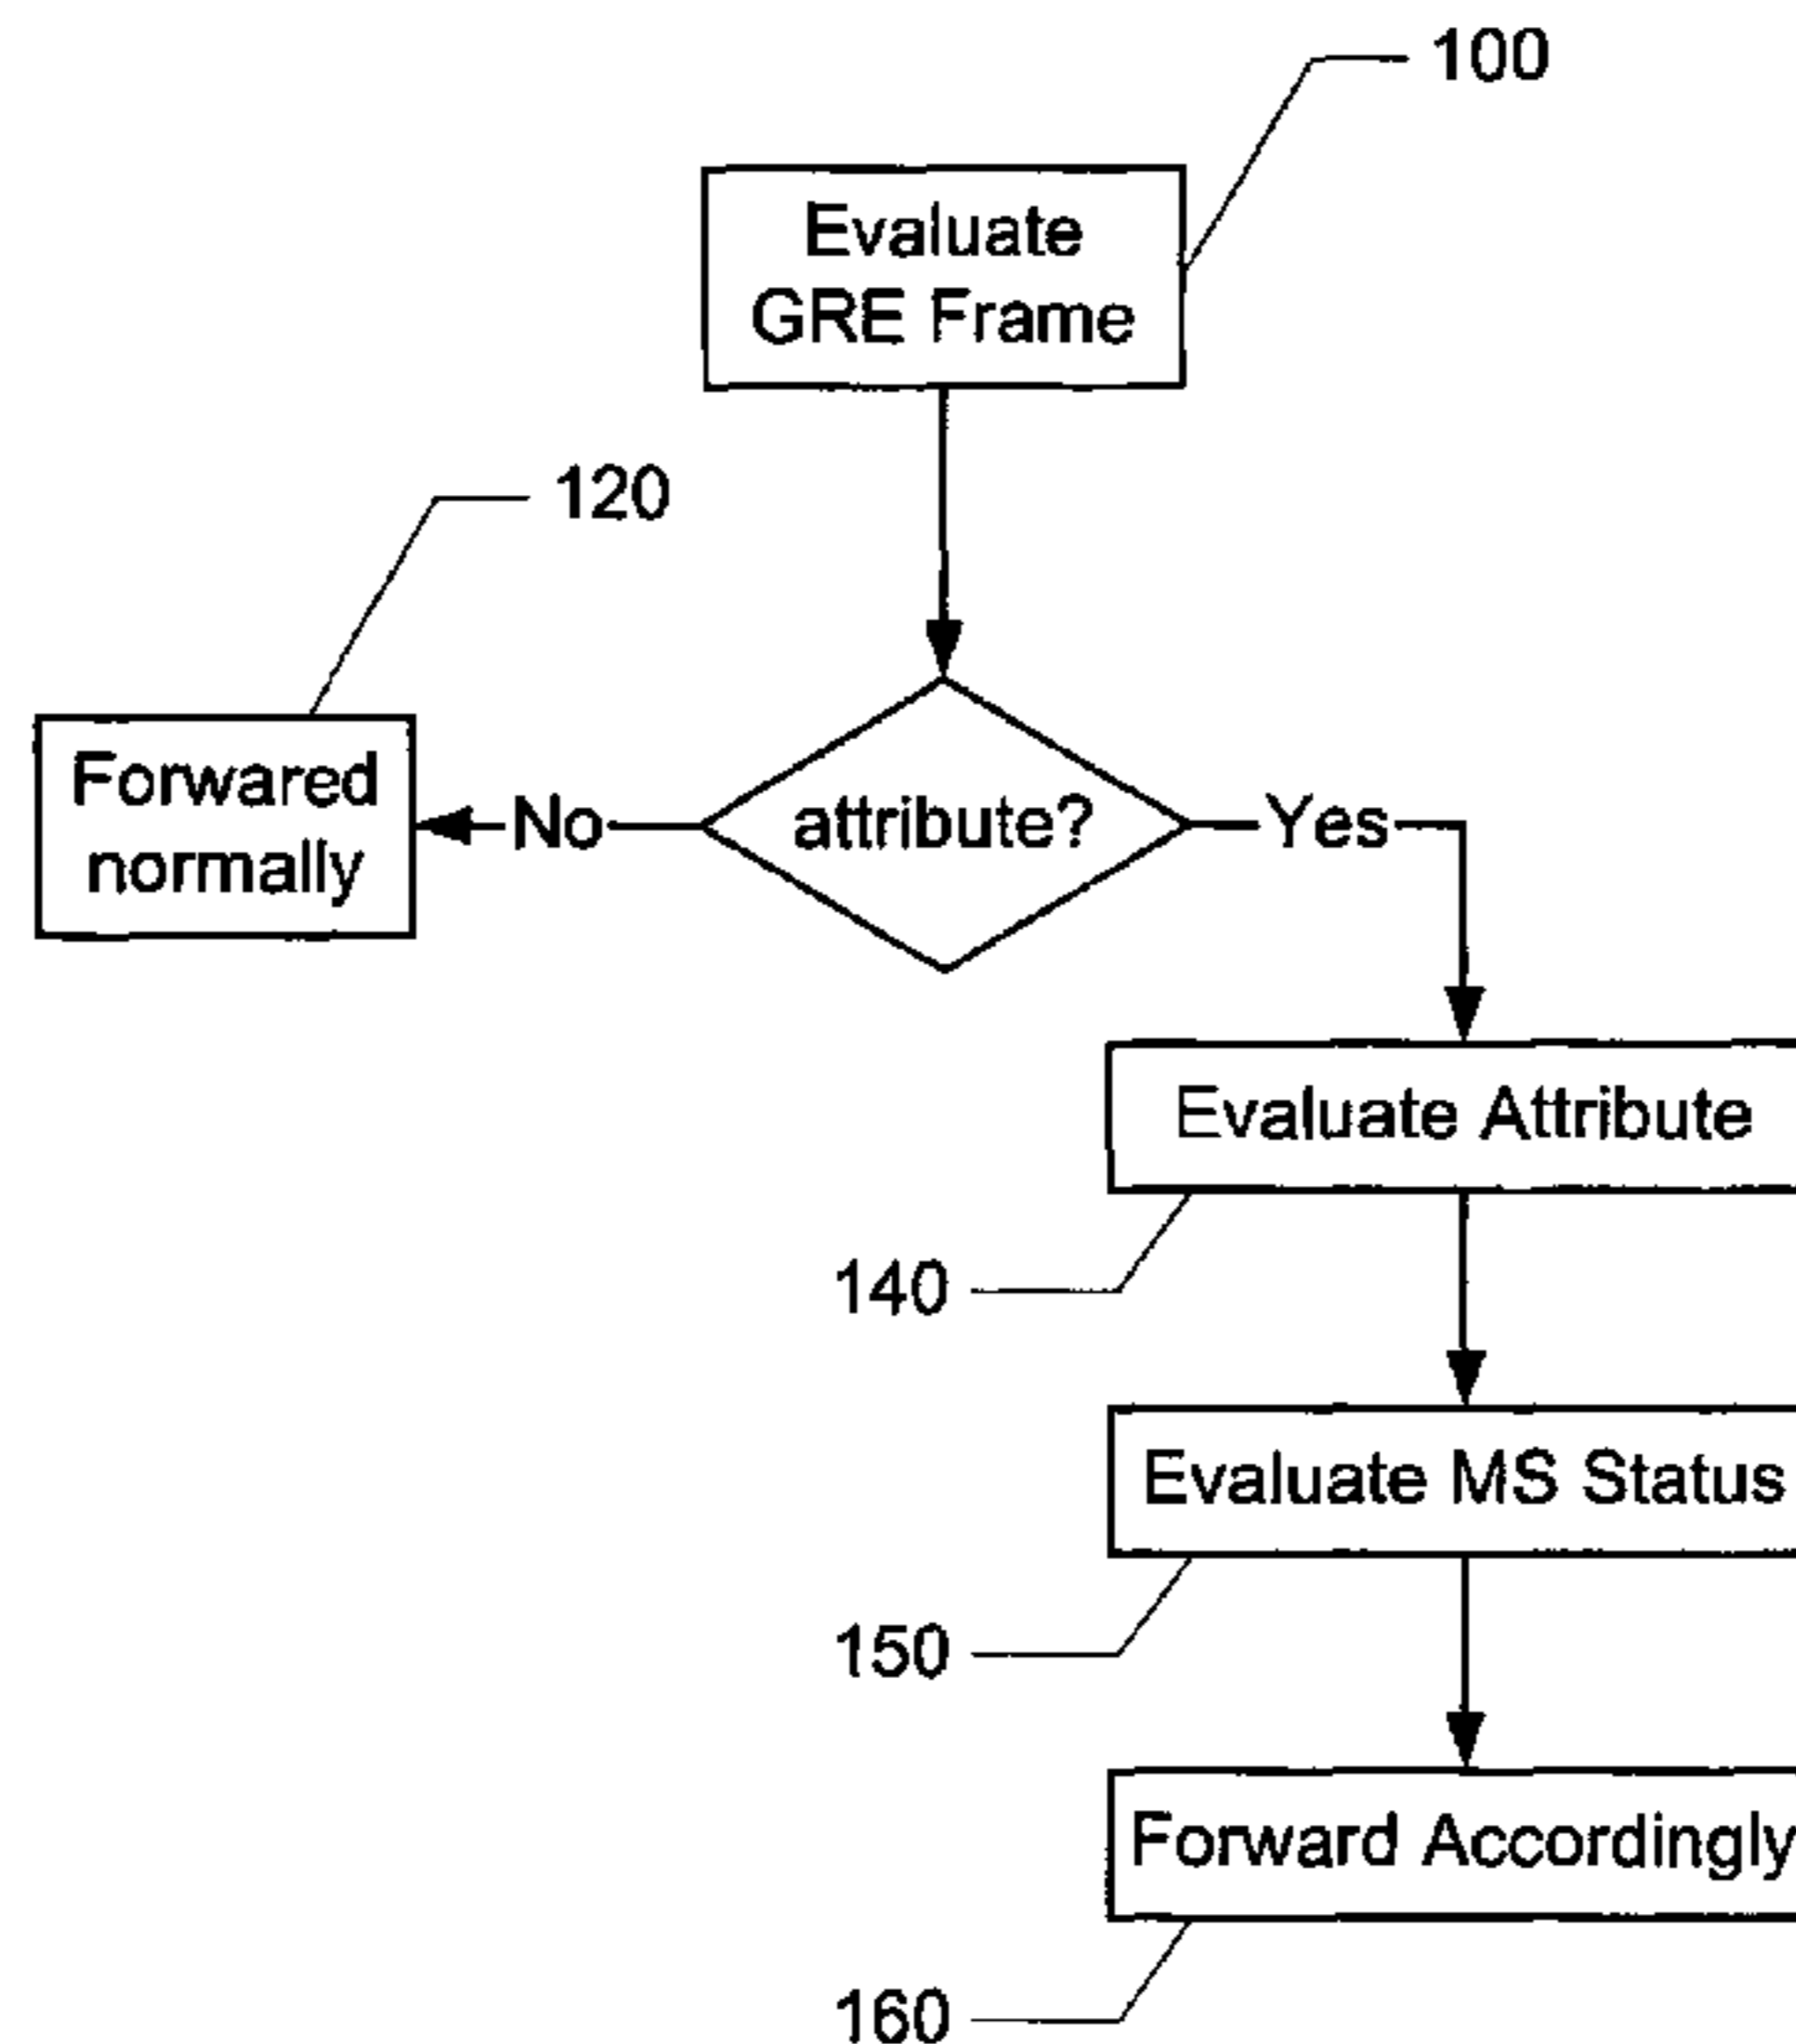 100
Evaluate
GRE Frame
120
Forwared
normally
No
attribute?
Yes
Evaluate Attribute
140
Evaluate MS Status
150
Forward Accordingly
160